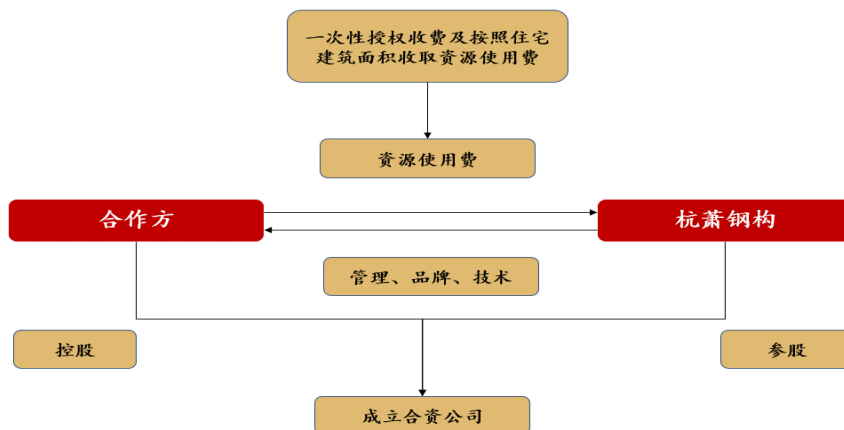 一次性授权收费及按照住宅
建筑面积收取资源使用费
资源使用费
合作方
杭萧钢构
管理、品牌、技术
控股
参股
成立合资公司